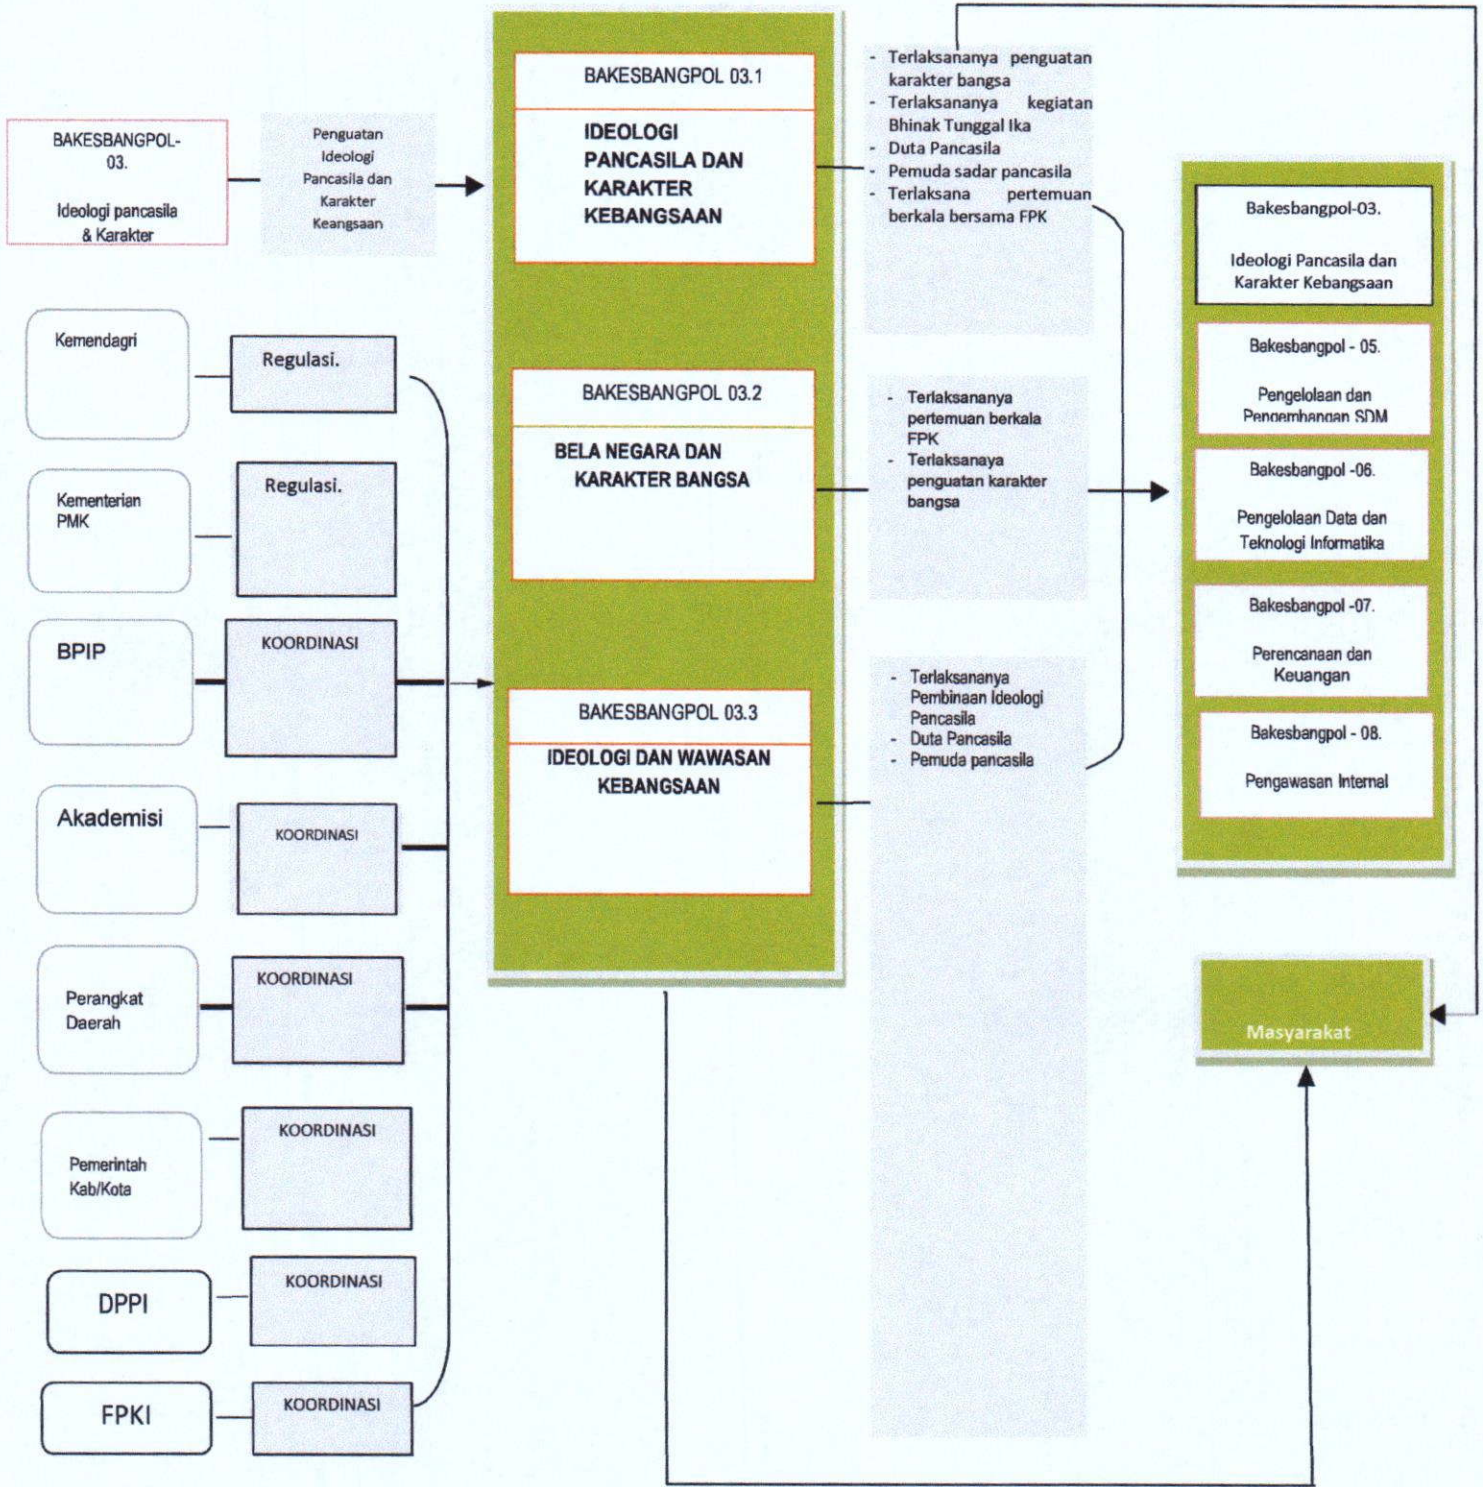 BAKESBANGPOL-
03.
Ideologi pancasila
& Karakter
Penguatan
Ideologi
Pancasila dan
Karakter
Keangsaan
Kemendagri
Regulasi.
Kementerian
PMK
Regulasi.
BPIP
KOORDINASI
Akademisi
KOORDINASI
Perangkat
Daerah
KOORDINASI
Pemerintah
Kab/Kota
KOORDINASI
DPPI
KOORDINASI
FPKI
KOORDINASI
BAKESBANGPOL 03.1
IDEOLOGI
PANCASILA DAN
KARAKTER
KEBANGSAAN
BAKESBANGPOL 03.2
BELA NEGARA DAN
KARAKTER BANGSA
BAKESBANGPOL 03.3
IDEOLOGI DAN WAWASAN
KEBANGSAAN
- Terlaksananya penguatan
karakter bangsa
- Terlaksananya kegiatan
Bhinak Tunggal Ika
- Duta Pancasila
- Pemuda sadar pancasila
- Terlaksana pertemuan
berkala bersama FPK
- Terlaksananya
pertemuan berkala
FPK
- Terlaksanaya
penguatan karakter
bangsa
- Terlaksananya
Pembinaan Ideologi
Pancasila
- Duta Pancasila
- Pemuda pancasila
Bakesbangpol-03.
Ideologi Pancasila dan
Karakter Kebangsaan
Bakesbangpol - 05.
Pengelolaan dan
Pengembangan SDM
Bakesbangpol -06.
Pengelolaan Data dan
Teknologi Informatika
Bakesbangpol -07.
Perencanaan dan
Keuangan
Bakesbangpol - 08.
Pengawasan Internal
Masyarakat